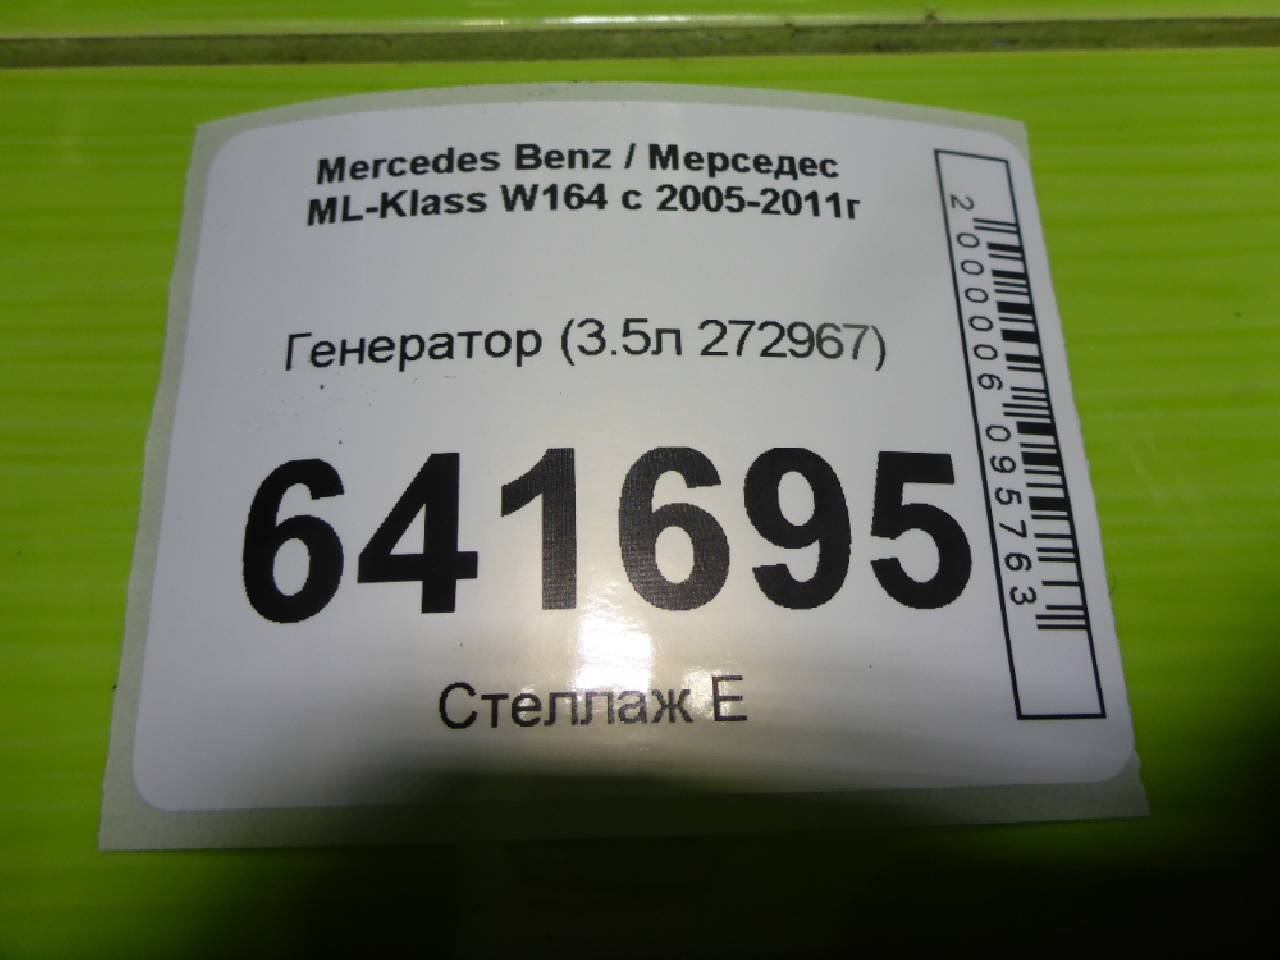 Mercedes Benz / Мерседес
ML-Klass W164 с 2005-2011г
Генератор (3.5л 272967)
641695
Стеллаж Е
2000006095763